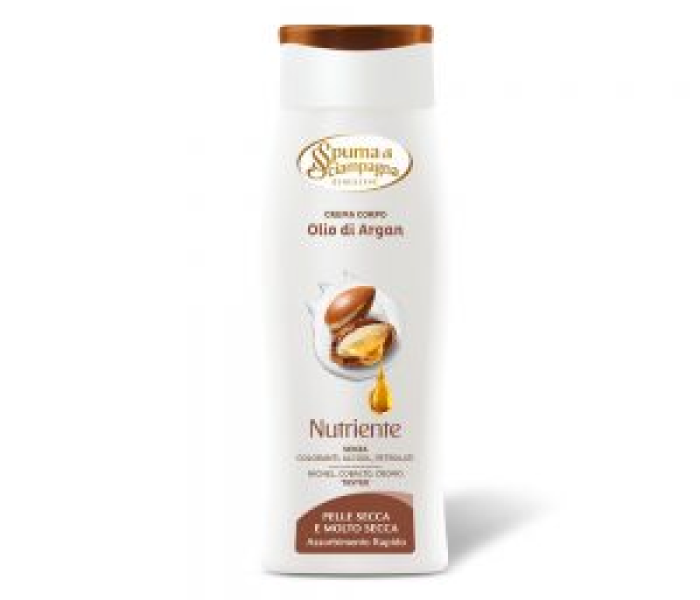 Spuma di
Sciampagna
CREMA CORPO
Olio di Argan
Nutriente
SENZA
COLORANTI, ALCOOL, PETROLATI
NICHEL, COBALTO, CROMO,
TESTED
PELLE SECCA
E MOLTO SECCA
Assorbimento Rapido